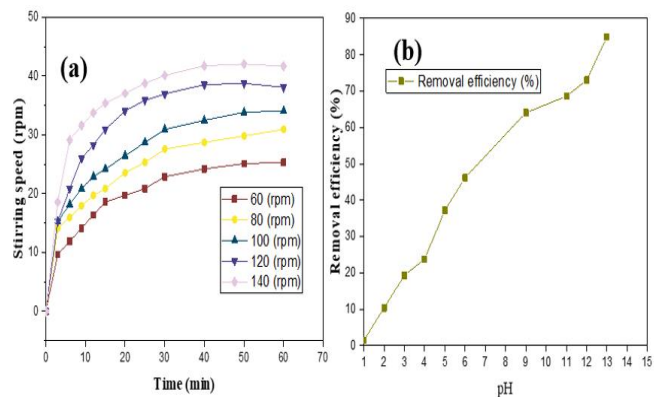 (a)
Stirring speed (rpm)
50
40
30
20
10
0
60 (rpm)
80 (rpm)
100 (rpm)
120 (rpm)
140 (rpm)
0 10 20 30 40 50 60 70
Time (min)
(b)
Removal efficiency (%)
Removal efficiency (%)
90
80
70
60
50
40
30
20
10
0
1 2 3 4 5 6 7 8 9 10 11 12 13 14 15
pH